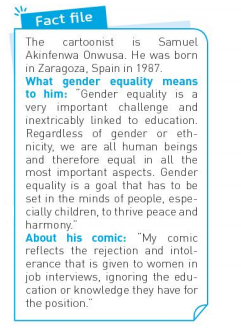 Fact file
The cartoonist is Samuel
Akinfenwa Onwusa. He was born
in Zaragoza, Spain in 1987.
What gender equality means
to him: “Gender equality is a
very important challenge and
inextricably linked to education.
Regardless of gender or eth-
nicity, we are all human beings
and therefore equal in all the
most important aspects. Gender
equality is a goal that has to be
set in the minds of people, espe-
cially children, to thrive peace and
harmony.”
About his comic: “My comic
reflects the rejection and intol-
erance that is given to women in
job interviews, ignoring the edu-
cation or knowledge they have for
the position.”